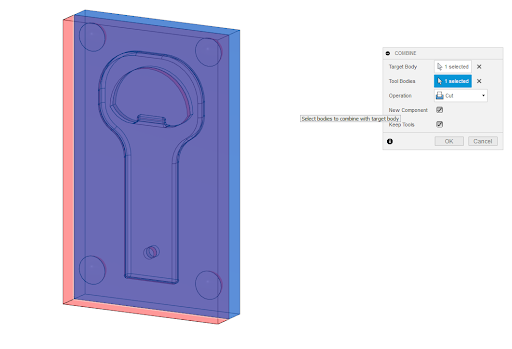 COMBINE
Target Body 1 selected
Tool Bodies 1 selected
Operation Cut
New Component
Select bodies to combine with target body
Keep Tools
OK Cancel